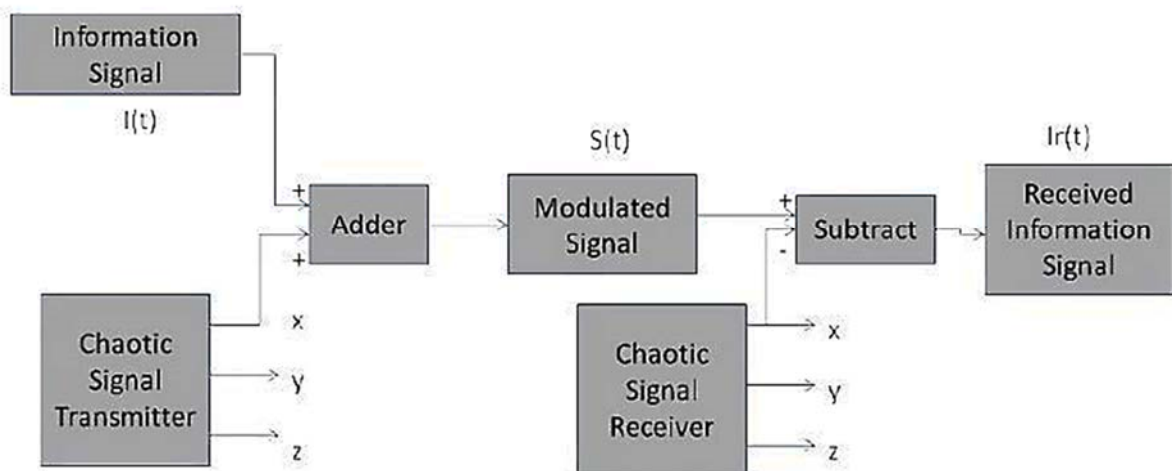 Information
Signal
I(t)
+
Adder
+
S(t)
Modulated
Signal
+
Subtract
-
Ir(t)
Received
Information
Signal
Chaotic
Signal
Transmitter
x
y
z
Chaotic
Signal
Receiver
x
y
z